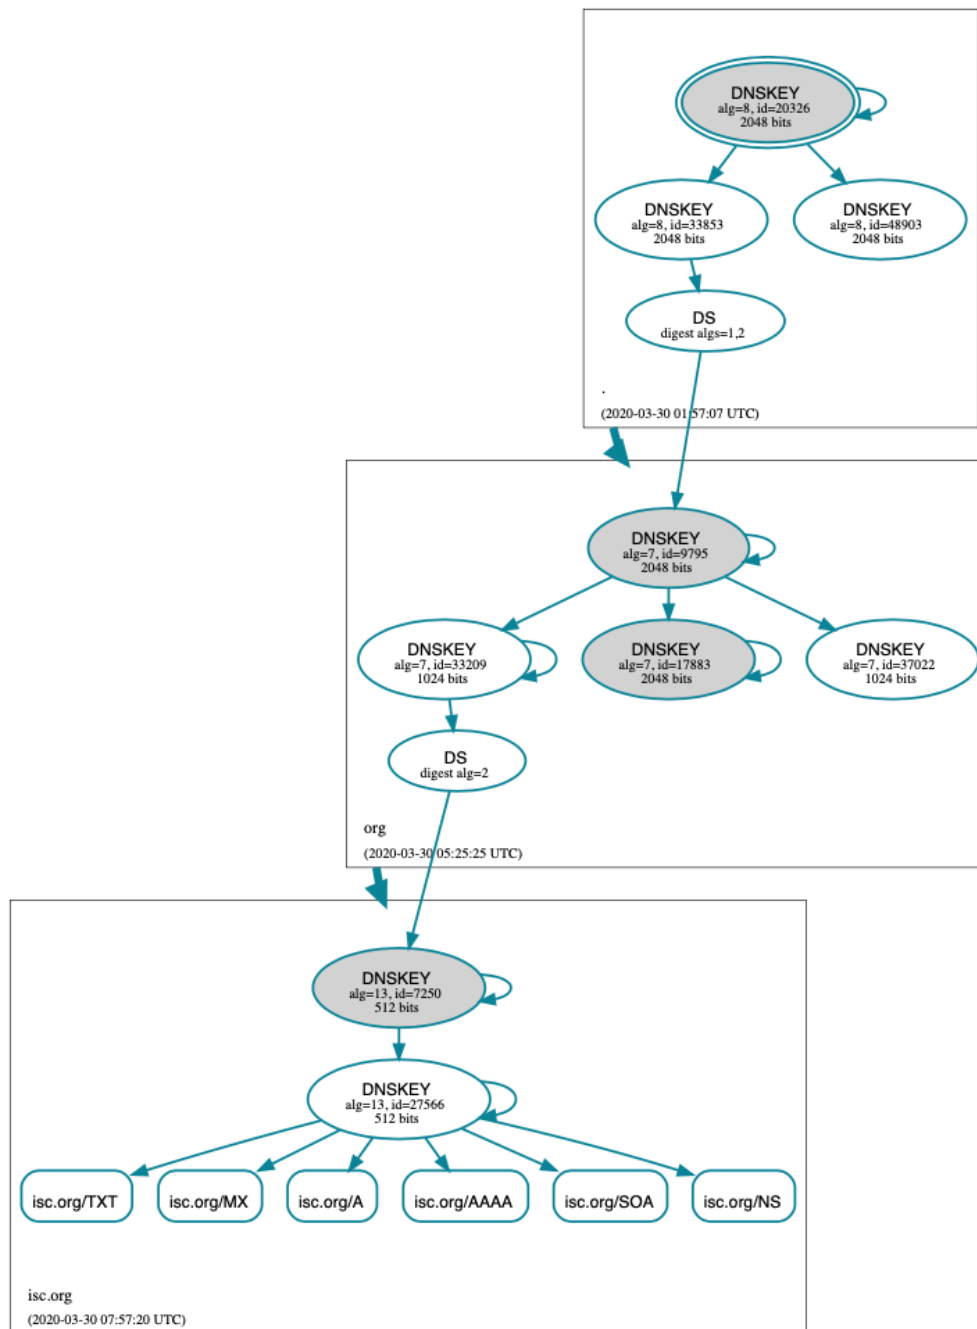 DNSKEY
alg=8, id=20326
2048 bits
DNSKEY
alg=8, id=33853
2048 bits
DNSKEY
alg=8, id=48903
2048 bits
DS
digest algs=1,2
.
(2020-03-30 01:57:07 UTC)
DNSKEY
alg=7, id=9795
2048 bits
DNSKEY
alg=7, id=33209
1024 bits
DNSKEY
alg=7, id=17883
2048 bits
DNSKEY
alg=7, id=37022
1024 bits
DS
digest alg=2
org
(2020-03-30 05:25:25 UTC)
DNSKEY
alg=13, id=7250
512 bits
DNSKEY
alg=13, id=27566
512 bits
isc.org/TXT
isc.org/MX
isc.org/A
isc.org/AAAA
isc.org/SOA
isc.org/NS
isc.org
(2020-03-30 07:57:20 UTC)